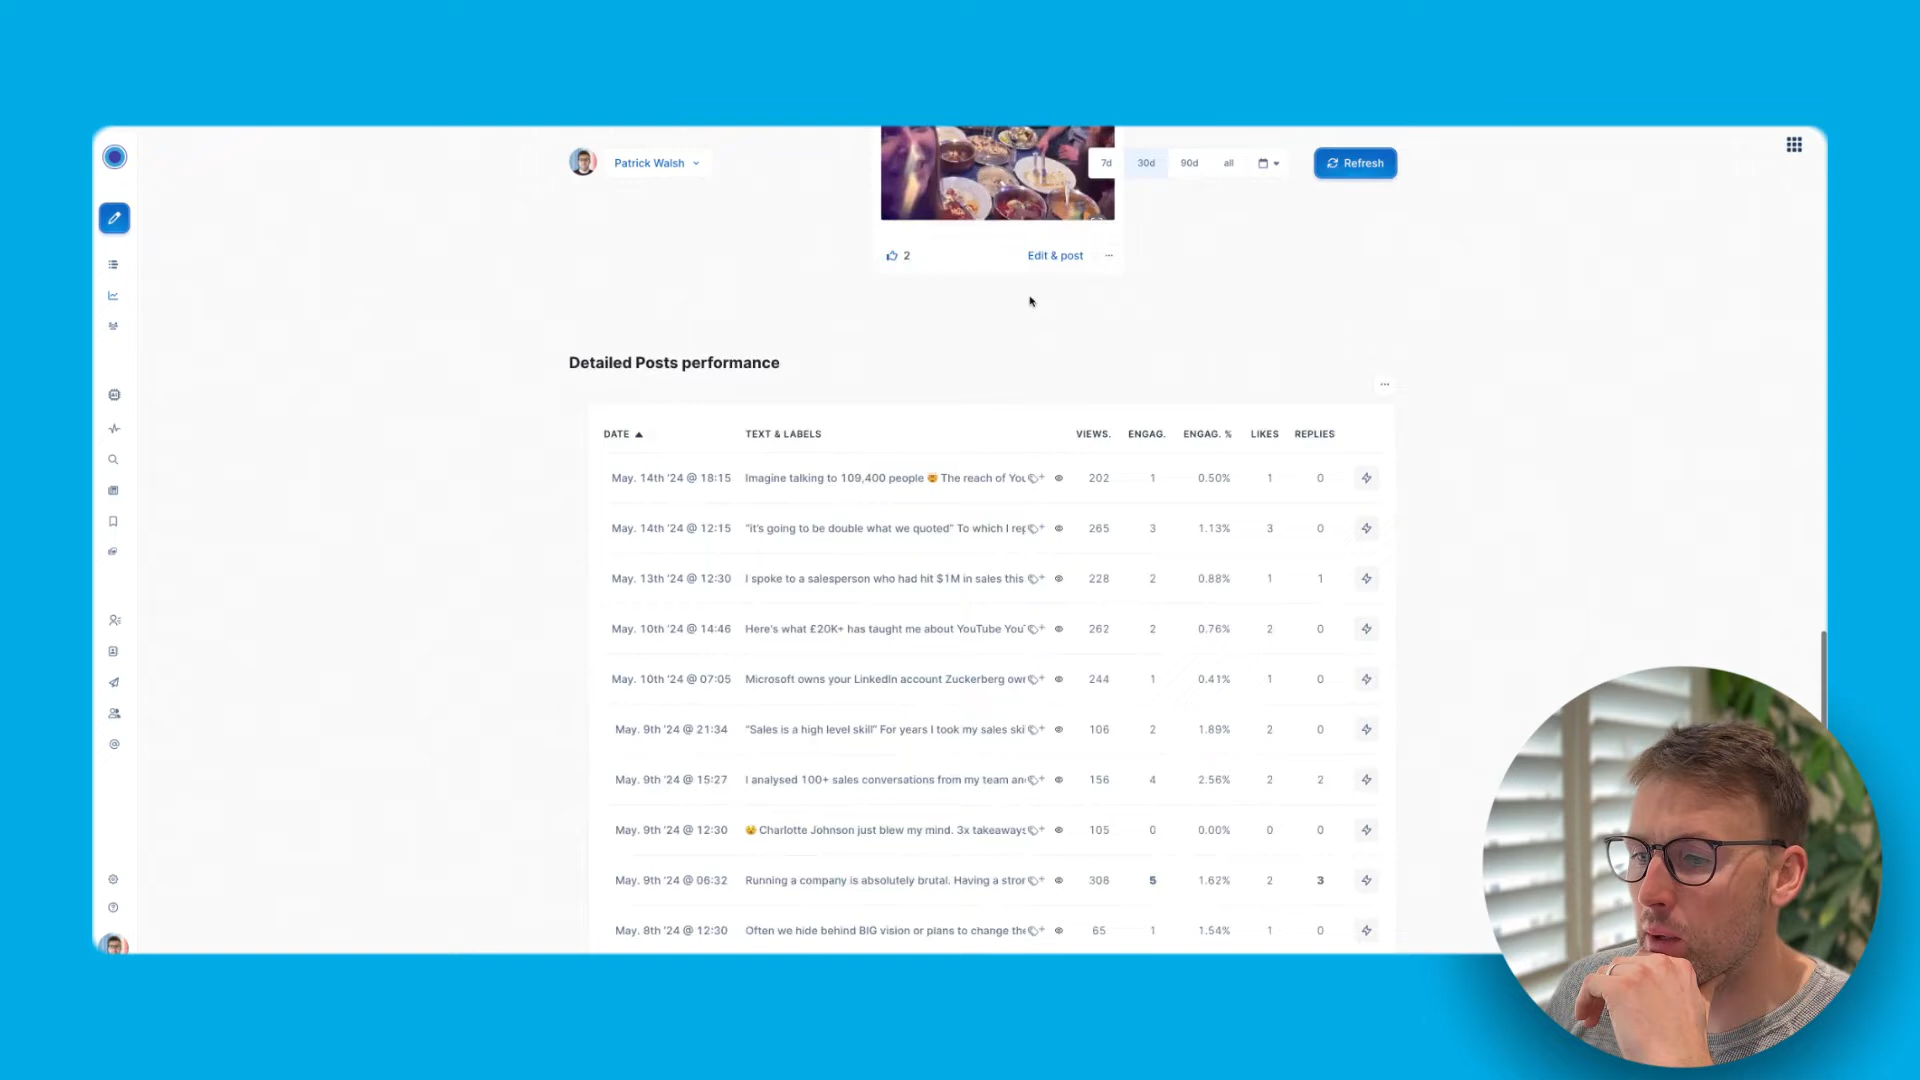 Patrick Walsh
7d 30d 90d all
Refresh
2
Edit & post
Detailed Posts performance
DATE TEXT & LABELS VIEWS. ENGAG. ENGAG. % LIKES REPLIES
May. 14th '24 @ 18:15 Imagine talking to 109,400 people 🤯 The reach of You 202 1 0.50% 1 0
May. 14th '24 @ 12:15 "it's going to be double what we quoted" To which I rep 265 3 1.13% 3 0
May. 13th '24 @ 12:30 I spoke to a salesperson who had hit $1M in sales this 228 2 0.88% 1 1
May. 10th '24 @ 14:46 Here's what £20K+ has taught me about YouTube You 262 2 0.76% 2 0
May. 10th '24 @ 07:05 Microsoft owns your LinkedIn account Zuckerberg owr 244 1 0.41% 1 0
May. 9th '24 @ 21:34 "Sales is a high level skill" For years I took my sales ski 106 2 1.89% 2 0
May. 9th '24 @ 15:27 I analysed 100+ sales conversations from my team an 156 4 2.56% 2 2
May. 9th '24 @ 12:30 Charlotte Johnson just blew my mind. 3x takeaways 105 0 0.00% 0 0
May. 9th '24 @ 06:32 Running a company is absolutely brutal. Having a stror 308 5 1.62% 2 3
May. 8th '24 @ 12:30 Often we hide behind BIG vision or plans to change the 65 1 1.54% 1 0